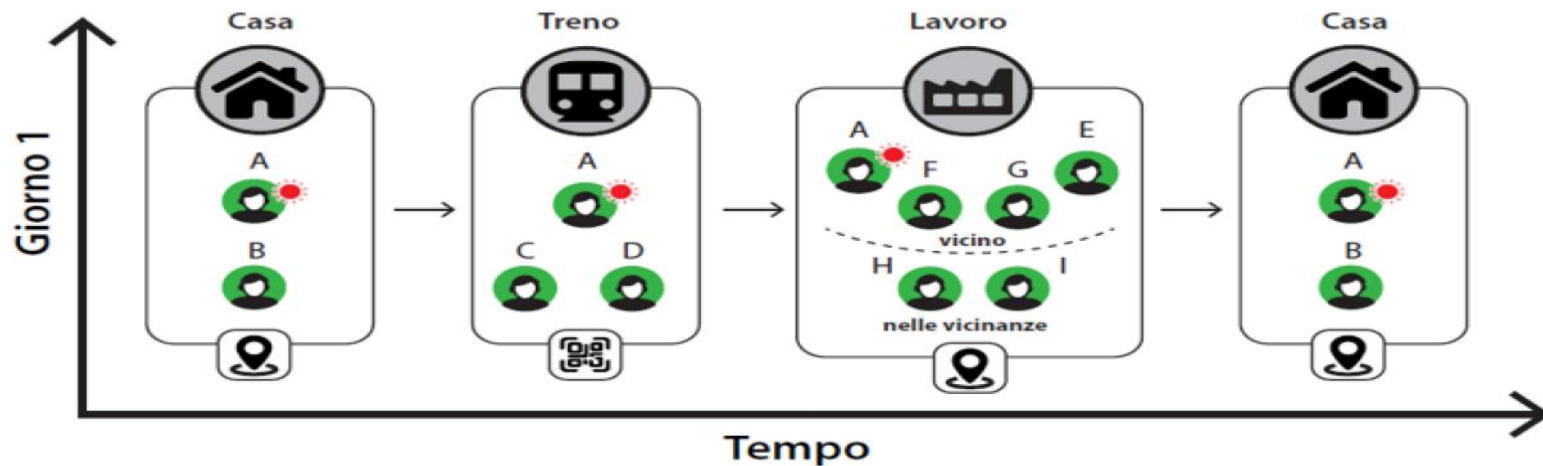 Casa
Treno
Lavoro
Casa
Giorno 1
A
B
A
C
D
A
E
F
G
vicino
H
I
nelle vicinanze
A
B
Tempo